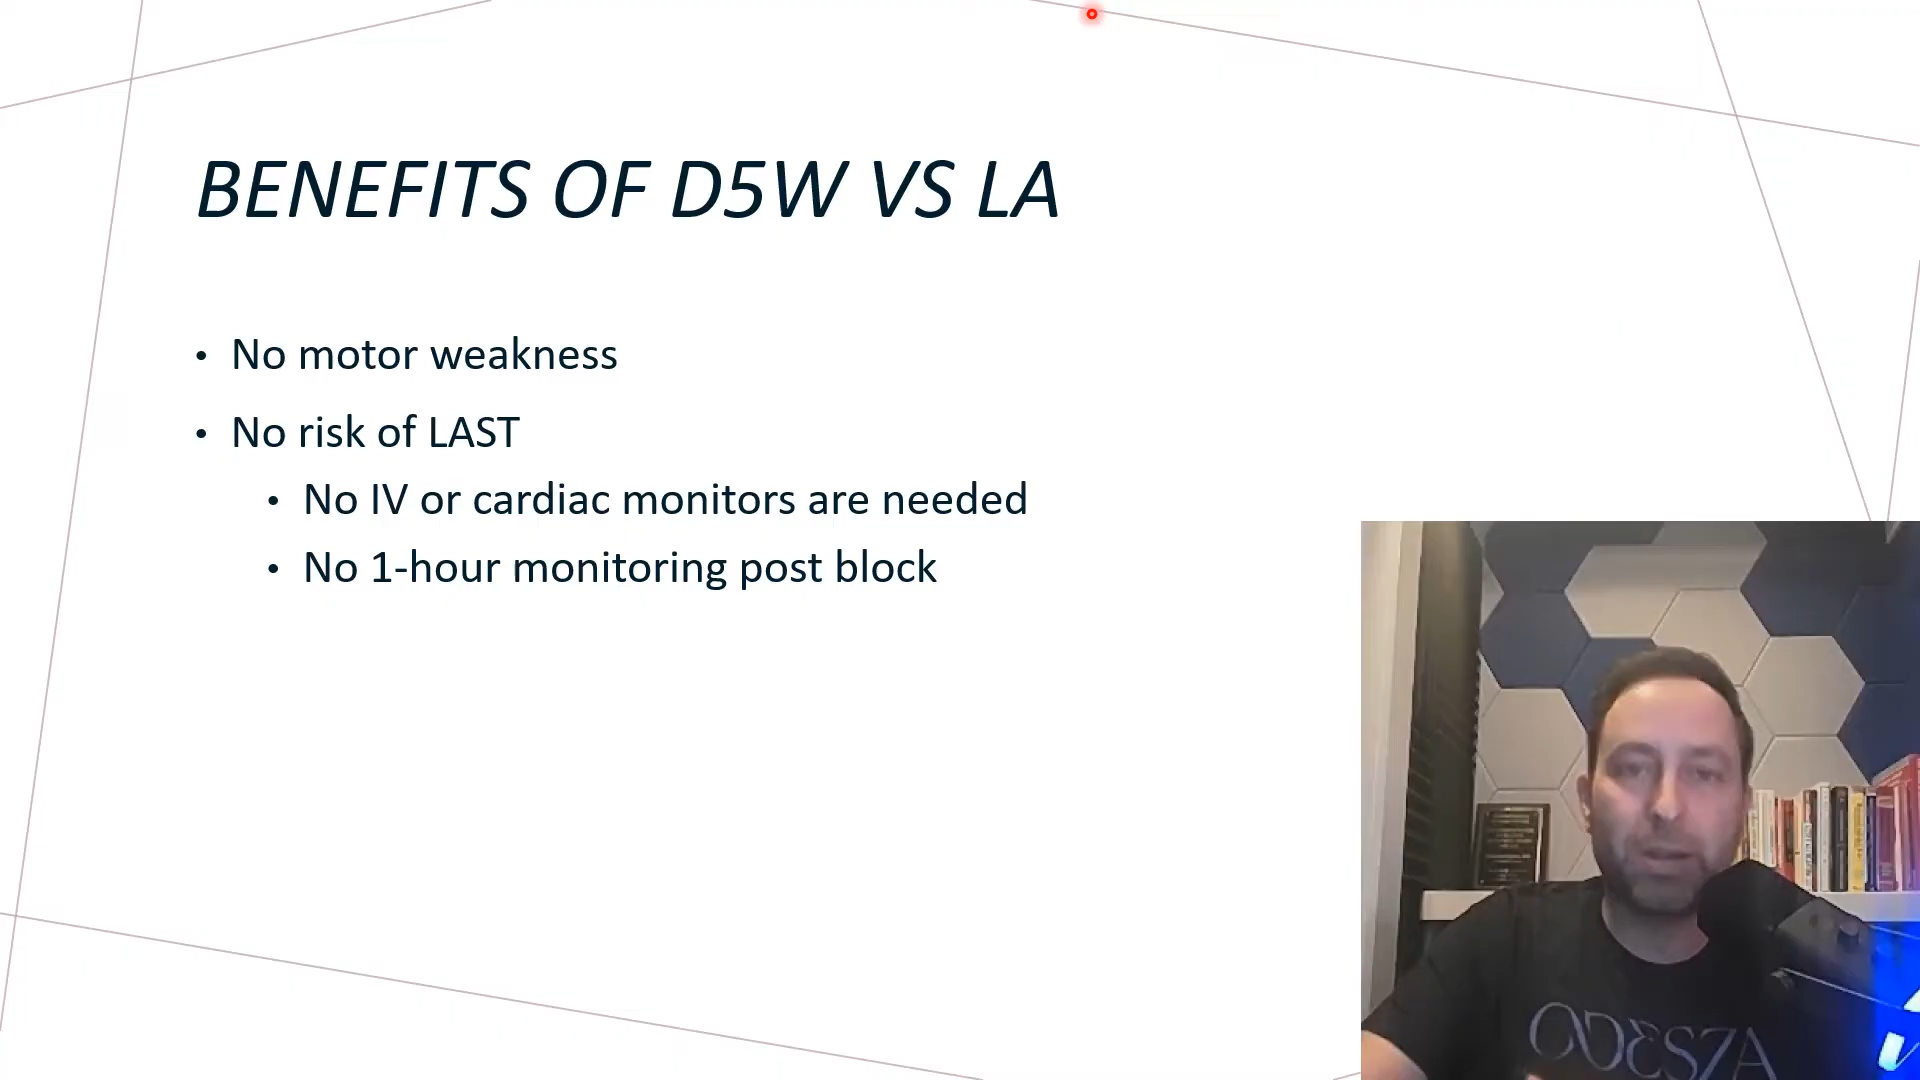 BENEFITS OF D5W VS LA
• No motor weakness
• No risk of LAST
• No IV or cardiac monitors are needed
• No 1-hour monitoring post block
ODESZA